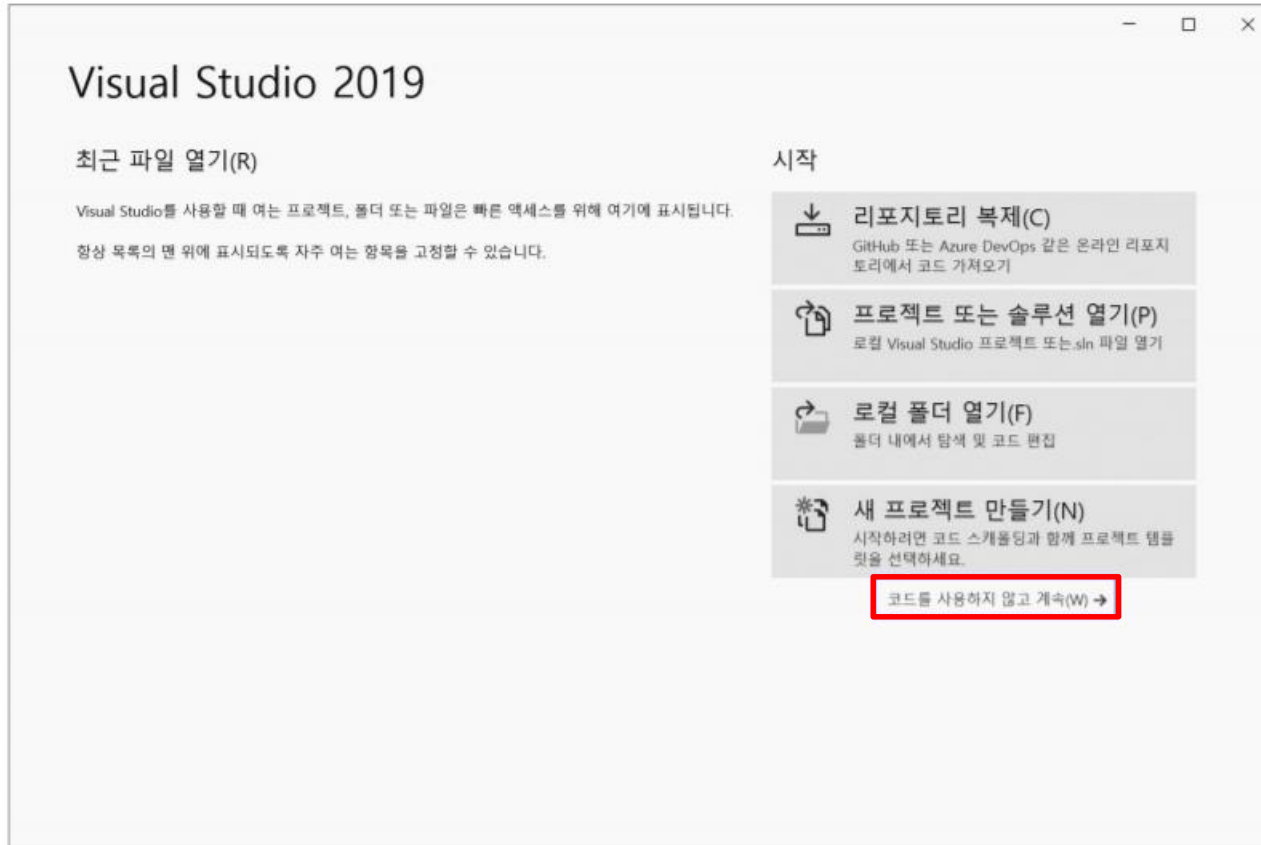 Visual Studio 2019
최근 파일 열기(R)
Visual Studio를 사용할 때 여는 프로젝트, 폴더 또는 파일은 빠른 액세스를 위해 여기에 표시됩니다.
항상 목록의 맨 위에 표시되도록 자주 여는 항목을 고정할 수 있습니다.
시작
리포지토리 복제(C)
GitHub 또는 Azure DevOps 같은 온라인 리포지
토리에서 코드 가져오기
프로젝트 또는 솔루션 열기(P)
로컬 Visual Studio 프로젝트 또는.sln 파일 열기
로컬 폴더 열기(F)
폴더 내에서 탐색 및 코드 편집
새 프로젝트 만들기(N)
시작하려면 코드 스캐폴딩과 함께 프로젝트 템플
릿을 선택하세요.
코드를 사용하지 않고 계속(W) →